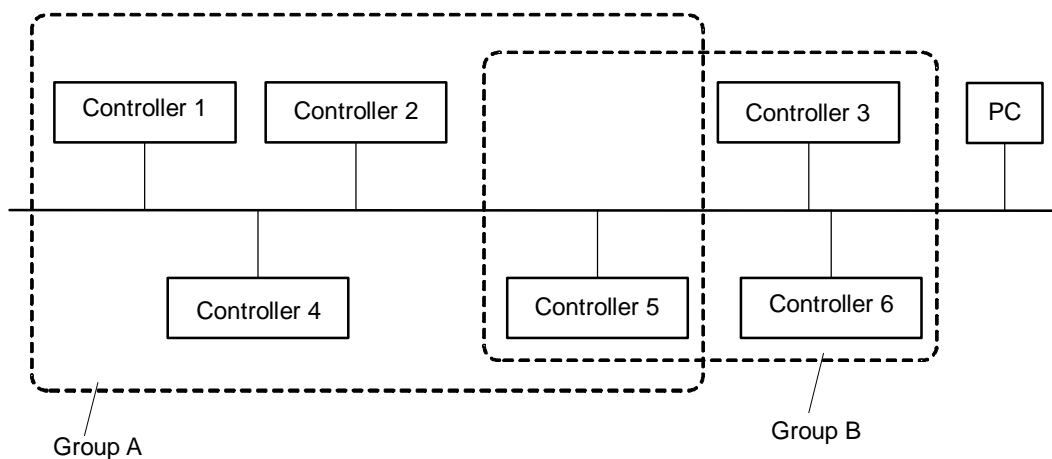 Controller 1
Controller 2
Controller 3
PC
Controller 4
Controller 5
Controller 6
Group A
Group B